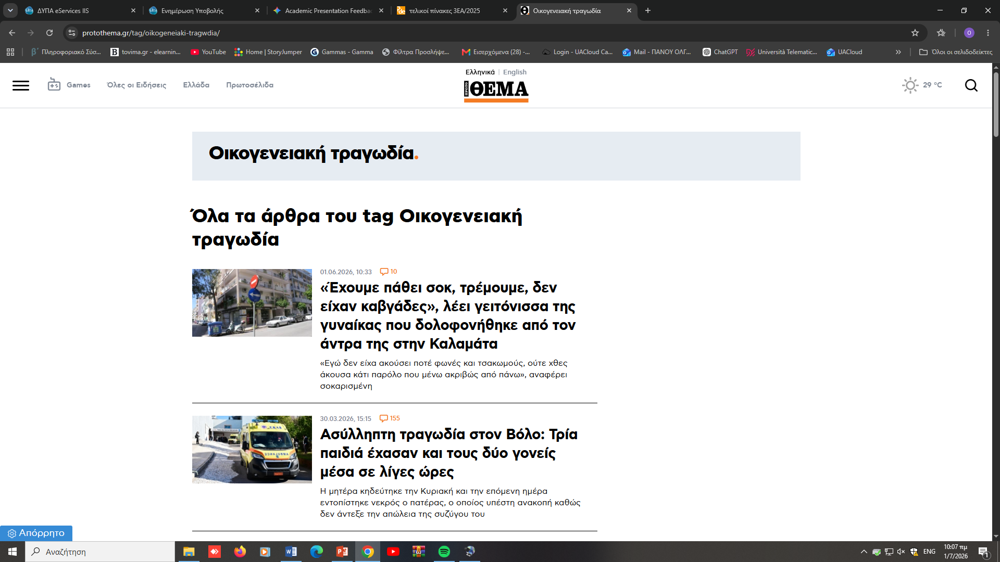 ΔΥΠΑ eServices IIS
Ενημέρωση Υποβολής
Academic Presentation Feedba
τελικοί πίνακες 3ΕΑ/2025
Οικογενειακή τραγωδία
protothema.gr/tag/oikogeneiaki-tragwdia/
Πληροφοριακό Σύσ...
tovima.gr - elearnin...
YouTube
Home | StoryJumper
Gammas - Gamma
Φίλτρα Προσλήψε...
Εισερχόμενα (28) -...
Login - UACloud Ca...
Mail - ΠΑΝΟΥ ΟΛΓ...
ChatGPT
Università Telematic...
UACloud
Όλοι οι σελιδοδείκτες
Ελληνικά | English
Games
Όλες οι Ειδήσεις
Ελλάδα
Πρωτοσέλιδα
ΠΡΩΤΟ ΘΕΜΑ
29 °C
Οικογενειακή τραγωδία.
Όλα τα άρθρα του tag Οικογενειακή
τραγωδία
01.06.2026, 10:33 10
«Έχουμε πάθει σοκ, τρέμουμε, δεν
είχαν καβγάδες», λέει γειτόνισσα της
γυναίκας που δολοφονήθηκε από τον
άντρα της στην Καλαμάτα
«Εγώ δεν είχα ακούσει ποτέ φωνές και τσακωμούς, ούτε χθες
άκουσα κάτι παρόλο που μένω ακριβώς από πάνω», αναφέρει
σοκαρισμένη
30.03.2026, 15:15 155
Ασύλληπτη τραγωδία στον Βόλο: Τρία
παιδιά έχασαν και τους δύο γονείς
μέσα σε λίγες ώρες
Η μητέρα κηδεύτηκε την Κυριακή και την επόμενη ημέρα
εντοπίστηκε νεκρός ο πατέρας, ο οποίος υπέστη ανακοπή καθώς
δεν άντεξε την απώλεια της συζύγου του
Απόρρητο
Αναζήτηση
ENG
10:07 πμ
1/7/2026
1